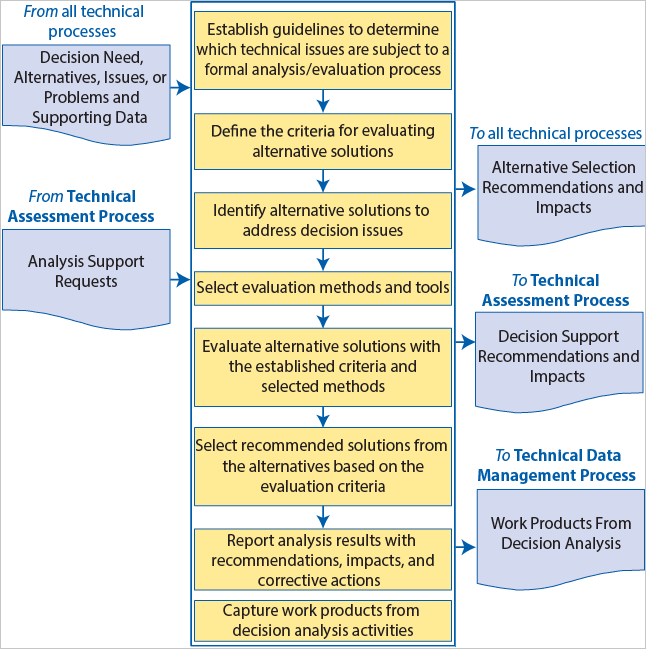 From all technical
processes
Decision Need,
Alternatives, Issues, or
Problems and
Supporting Data
From Technical
Assessment Process
Analysis Support
Requests
Establish guidelines to determine
which technical issues are subject to a
formal analysis/evaluation process
Define the criteria for evaluating
alternative solutions
Identify alternative solutions to
address decision issues
Select evaluation methods and tools
Evaluate alternative solutions with
the established criteria and
selected methods
Select recommended solutions from
the alternatives based on the
evaluation criteria
Report analysis results with
recommendations, impacts, and
corrective actions
Capture work products from
decision analysis activities
To all technical processes
Alternative Selection
Recommendations and
Impacts
To Technical
Assessment Process
Decision Support
Recommendations and
Impacts
To Technical Data
Management Process
Work Products From
Decision Analysis